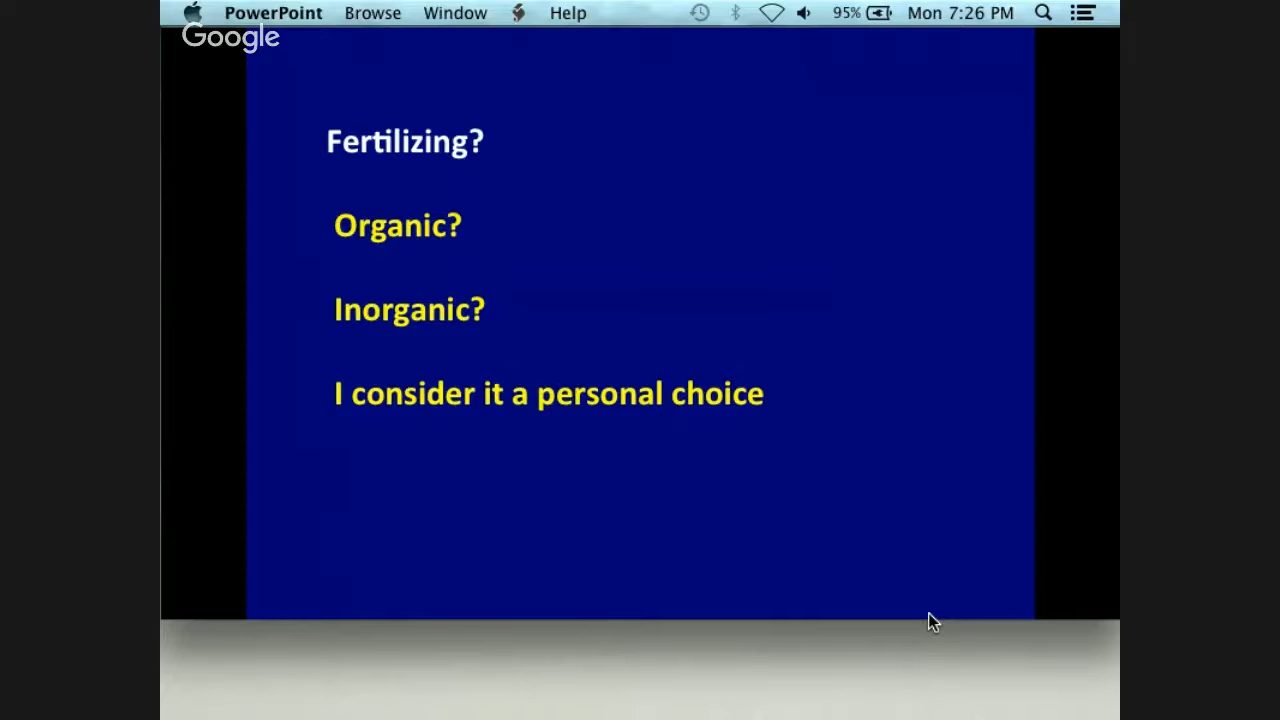 PowerPoint Browse Window Help 95% Mon 7:26 PM
Google
Fertilizing?
Organic?
Inorganic?
I consider it a personal choice